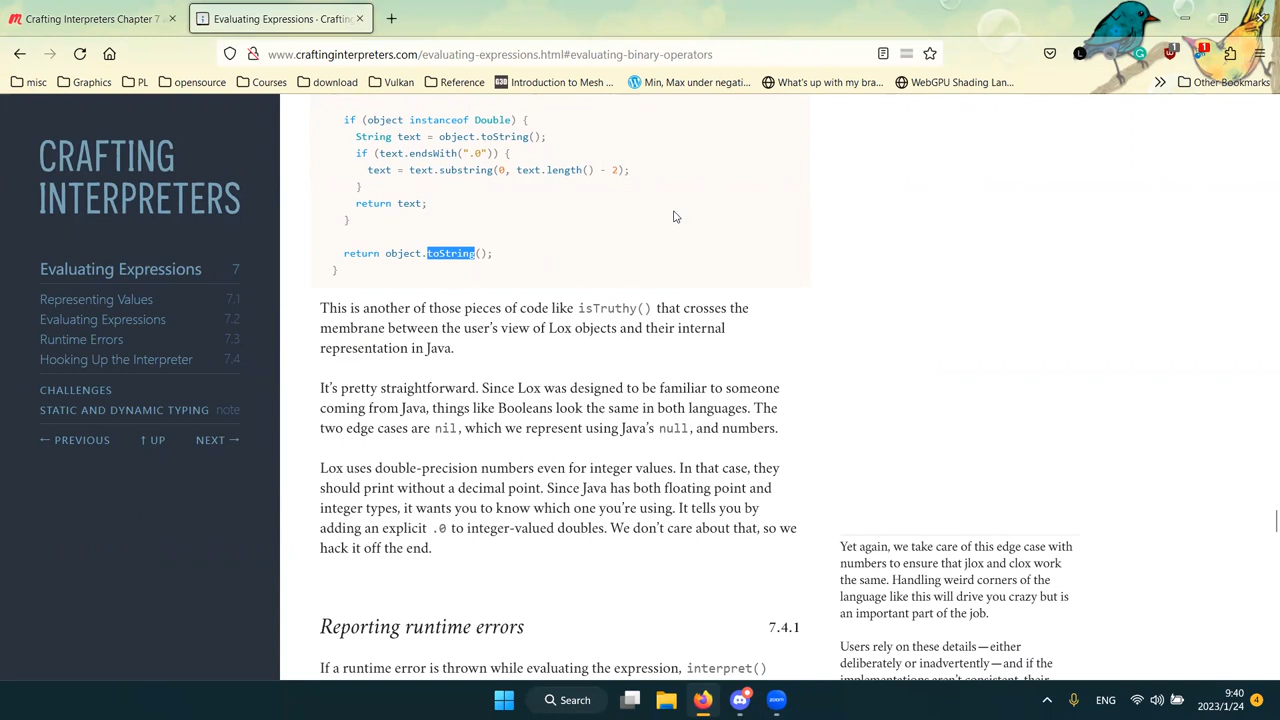 Crafting Interpreters Chapter 7
Evaluating Expressions · Crafting
www.craftinginterpreters.com/evaluating-expressions.html#evaluating-binary-operators
misc Graphics PL opensource Courses download Vulkan Reference Introduction to Mesh ... Min, Max under negati... What's up with my bra... WebGPU Shading Lan... Other Bookmarks
CRAFTING
INTERPRETERS
Evaluating Expressions 7
Representing Values 7.1
Evaluating Expressions 7.2
Runtime Errors 7.3
Hooking Up the Interpreter 7.4
CHALLENGES
STATIC AND DYNAMIC TYPING note
← PREVIOUS ↑ UP NEXT →
if (object instanceof Double) {
String text = object.toString();
if (text.endsWith(".0")) {
text = text.substring(0, text.length() - 2);
}
return text;
}
return object.toString();
}
This is another of those pieces of code like isTruthy() that crosses the
membrane between the user's view of Lox objects and their internal
representation in Java.
It's pretty straightforward. Since Lox was designed to be familiar to someone
coming from Java, things like Booleans look the same in both languages. The
two edge cases are nil, which we represent using Java's null, and numbers.
Lox uses double-precision numbers even for integer values. In that case, they
should print without a decimal point. Since Java has both floating point and
integer types, it wants you to know which one you're using. It tells you by
adding an explicit .0 to integer-valued doubles. We don't care about that, so we
hack it off the end.
Yet again, we take care of this edge case with
numbers to ensure that jlox and clox work
the same. Handling weird corners of the
language like this will drive you crazy but is
an important part of the job.
Users rely on these details—either
deliberately or inadvertently—and if the
implementations aren't consistent, their
Reporting runtime errors 7.4.1
If a runtime error is thrown while evaluating the expression, interpret()
Search
zoom
ENG
9:40
2023/1/24
4
1
1